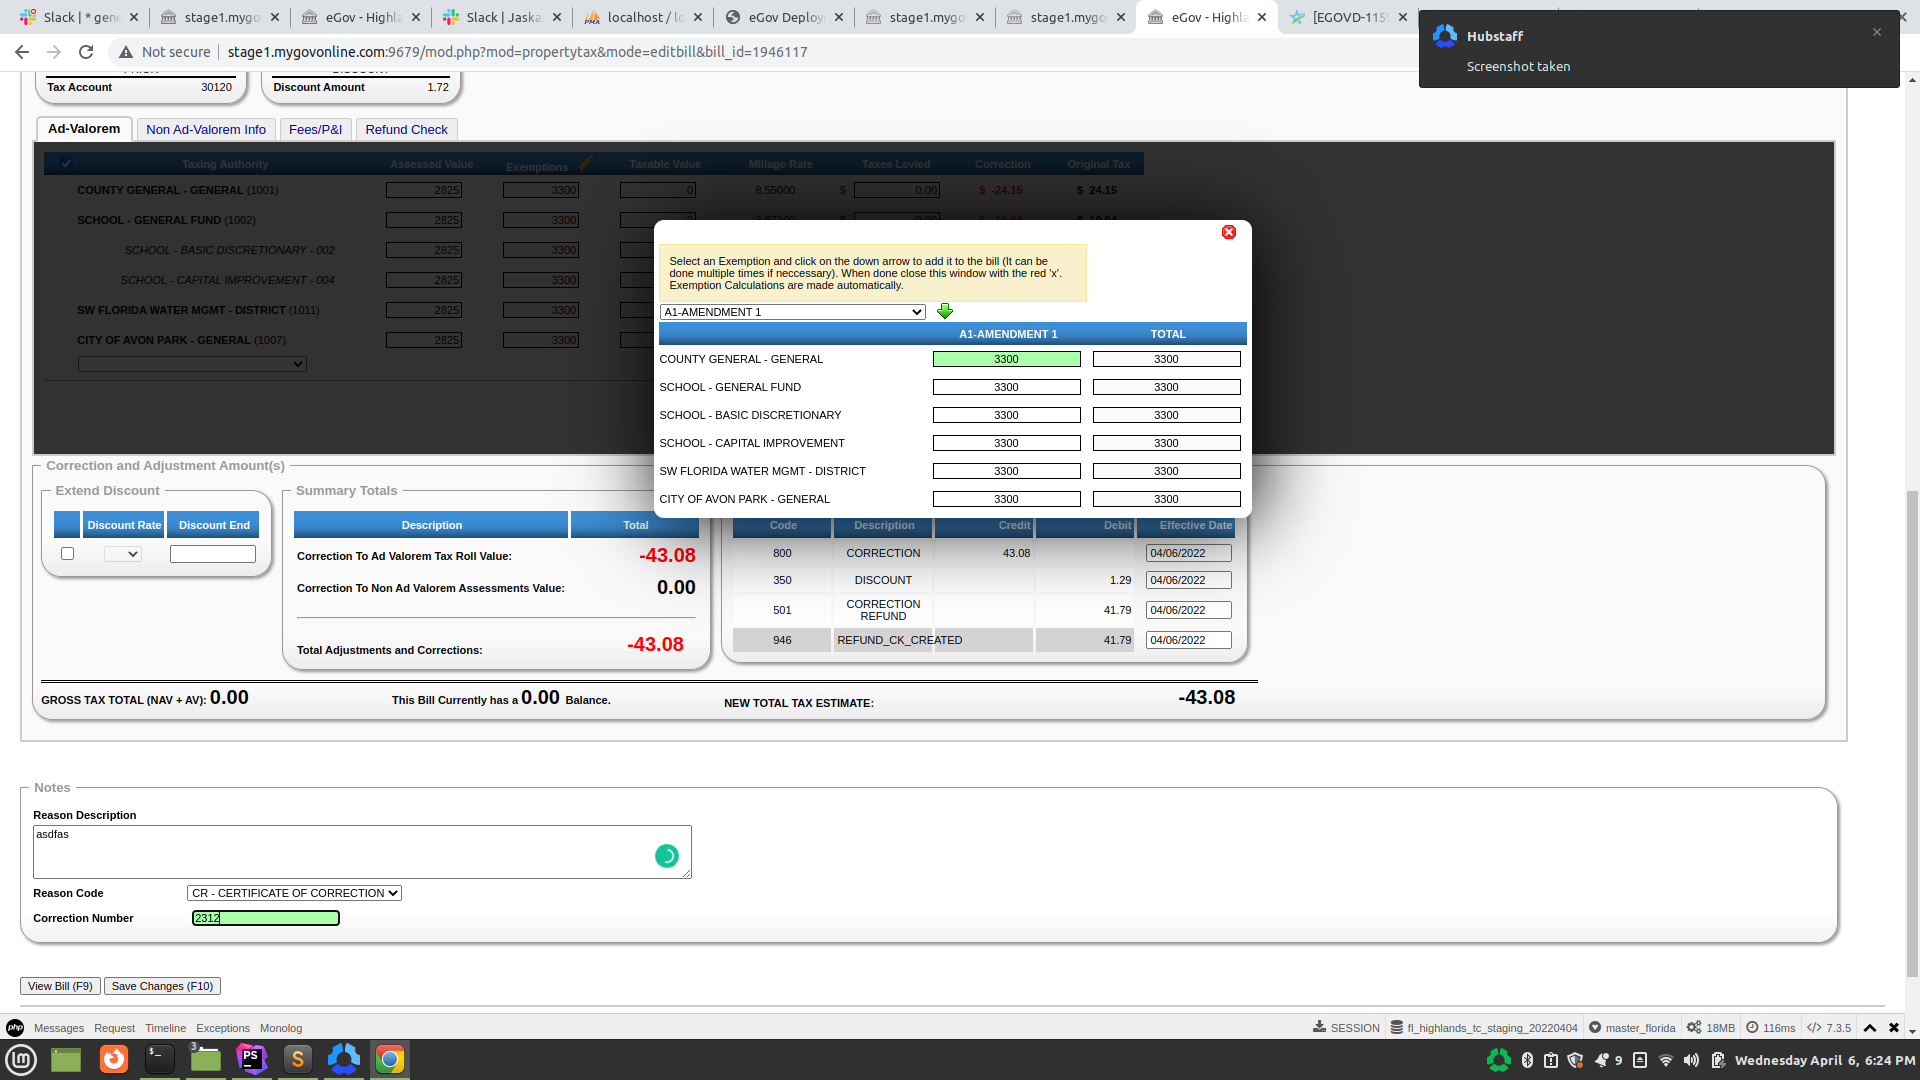 Slack | * gene
stage1.mygo
eGov - Highla
Slack | Jaska
localhost / lo
eGov Deploy
stage1.mygo
stage1.mygo
eGov - Highla
[EGOVD-115
Not secure
stage1.mygovonline.com:9679/mod.php?mod=propertytax&mode=editbill&bill_id=1946117
Hubstaff
Screenshot taken
Tax Account 30120
Discount Amount 1.72
Ad-Valorem
Non Ad-Valorem Info
Fees/P&I
Refund Check
Taxing Authority Assessed Value Exemptions Taxable Value Millage Rate Taxes Levied Correction Original Tax
COUNTY GENERAL - GENERAL (1001) 2825 3300 0 8.55000 $ 0.00 $ -24.15 $ 24.15
SCHOOL - GENERAL FUND (1002) 2825 3300
SCHOOL - BASIC DISCRETIONARY - 002 2825 3300
SCHOOL - CAPITAL IMPROVEMENT - 004 2825 3300
SW FLORIDA WATER MGMT - DISTRICT (1011) 2825 3300
CITY OF AVON PARK - GENERAL (1007) 2825 3300
Select an Exemption and click on the down arrow to add it to the bill (It can be
done multiple times if neccessary). When done close this window with the red 'x'.
Exemption Calculations are made automatically.
A1-AMENDMENT 1
A1-AMENDMENT 1 TOTAL
COUNTY GENERAL - GENERAL 3300 3300
SCHOOL - GENERAL FUND 3300 3300
SCHOOL - BASIC DISCRETIONARY 3300 3300
SCHOOL - CAPITAL IMPROVEMENT 3300 3300
SW FLORIDA WATER MGMT - DISTRICT 3300 3300
CITY OF AVON PARK - GENERAL 3300 3300
Correction and Adjustment Amount(s)
Extend Discount
Discount Rate Discount End
Summary Totals
Description Total
Correction To Ad Valorem Tax Roll Value: -43.08
Correction To Non Ad Valorem Assessments Value: 0.00
Total Adjustments and Corrections: -43.08
Code Description Credit Debit Effective Date
800 CORRECTION 43.08 04/06/2022
350 DISCOUNT 1.29 04/06/2022
501 CORRECTION REFUND 41.79 04/06/2022
946 REFUND_CK_CREATED 41.79 04/06/2022
GROSS TAX TOTAL (NAV + AV): 0.00
This Bill Currently has a 0.00 Balance.
NEW TOTAL TAX ESTIMATE: -43.08
Notes
Reason Description
asdfas
Reason Code CR - CERTIFICATE OF CORRECTION
Correction Number 2312
View Bill (F9)
Save Changes (F10)
php Messages Request Timeline Exceptions Monolog
SESSION fl_highlands_tc_staging_20220404 master_florida 18MB 116ms 7.3.5
3
PS
S
9
Wednesday April 6, 6:24 PM